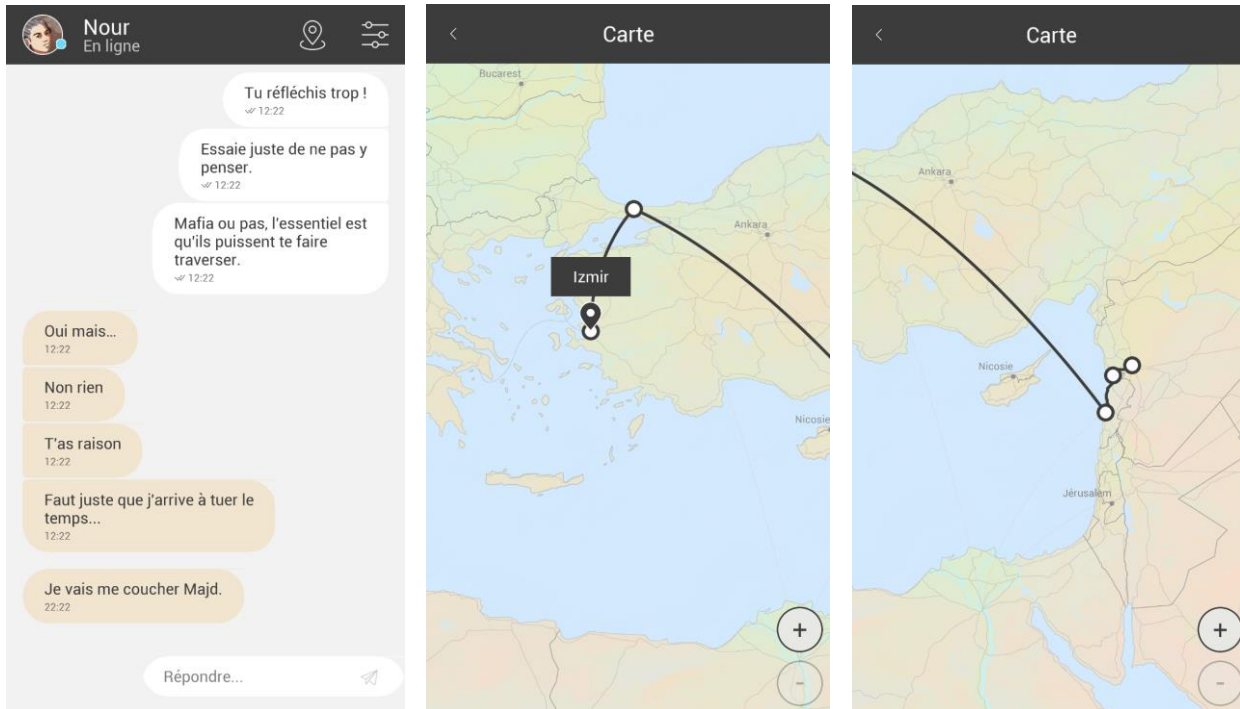 Nour
En ligne
Tu réfléchis trop !
12:22
Essaie juste de ne pas y
penser.
12:22
Mafia ou pas, l'essentiel est
qu'ils puissent te faire
traverser.
12:22
Oui mais...
12:22
Non rien
12:22
T'as raison
12:22
Faut juste que j'arrive à tuer le
temps...
12:22
Je vais me coucher Majd.
22:22
Répondre...
Carte
Bucarest
Ankara
Izmir
Nicosie
+
-
Carte
Ankara
Nicosie
Jérusalem
+
-